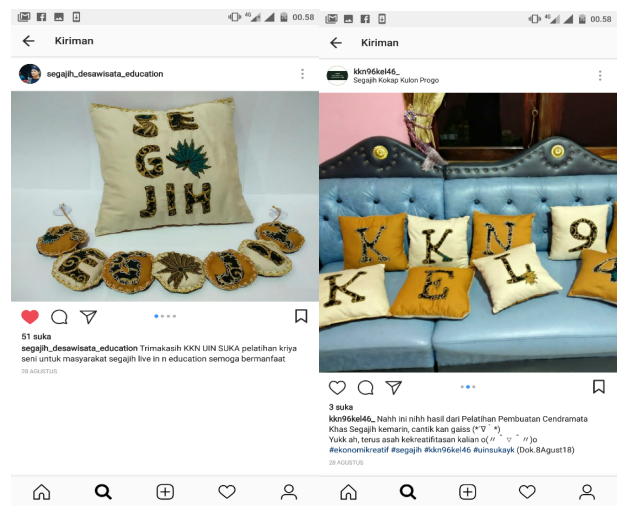 4G 00.58
Kiriman
segajih_desawisata_education
SE
G
JIH
51 suka
segajih_desawisata_education Trimakasih KKN UIN SUKA pelatihan kriya
seni untuk masyarakat segajih live in n education semoga bermanfaat
28 AGUSTUS
4G 00.58
Kiriman
kkn96kel46_
Segajih Kokap Kulon Progo
K K N 9
K E L 4
3 suka
kkn96kel46_ Nahh ini nihh hasil dari Pelatihan Pembuatan Cendramata
Khas Segajih kemarin, cantik kan gaiss (*´∇｀*)
Yukk ah, terus asah kekreatifitasan kalian o(〃＾▽＾〃)o
#ekonomikreatif #segajih #kkn96kel46 #uinsukayk (Dok.8Agust18)
28 AGUSTUS